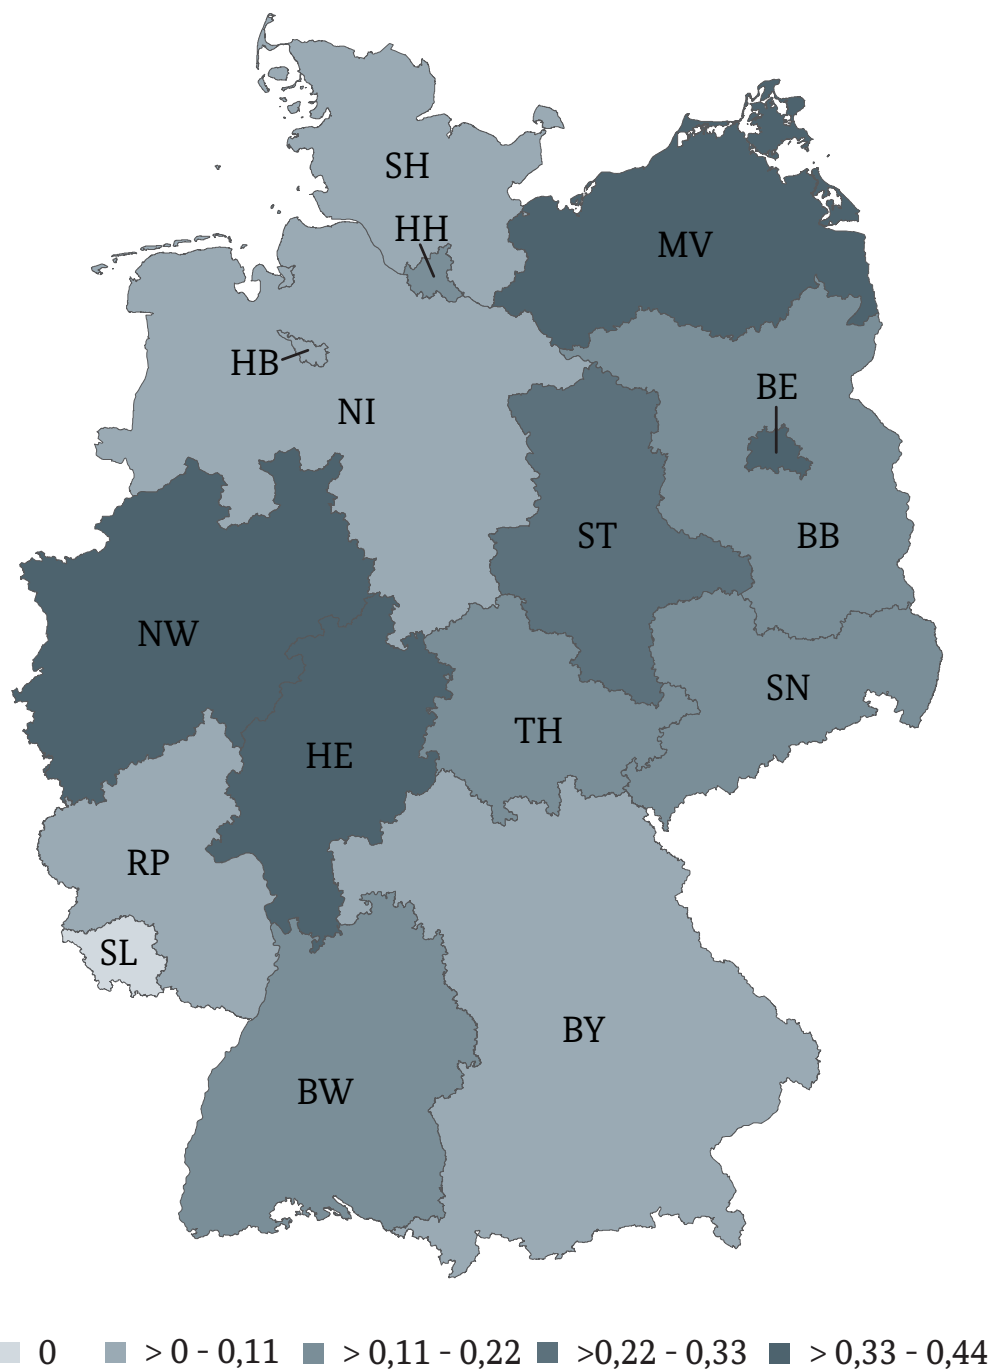 SH
HH
MV
HB
BE
NI
ST
BB
NW
SN
TH
HE
RP
SL
BY
BW
0 > 0 - 0,11 > 0,11 - 0,22 >0,22 - 0,33 > 0,33 - 0,44